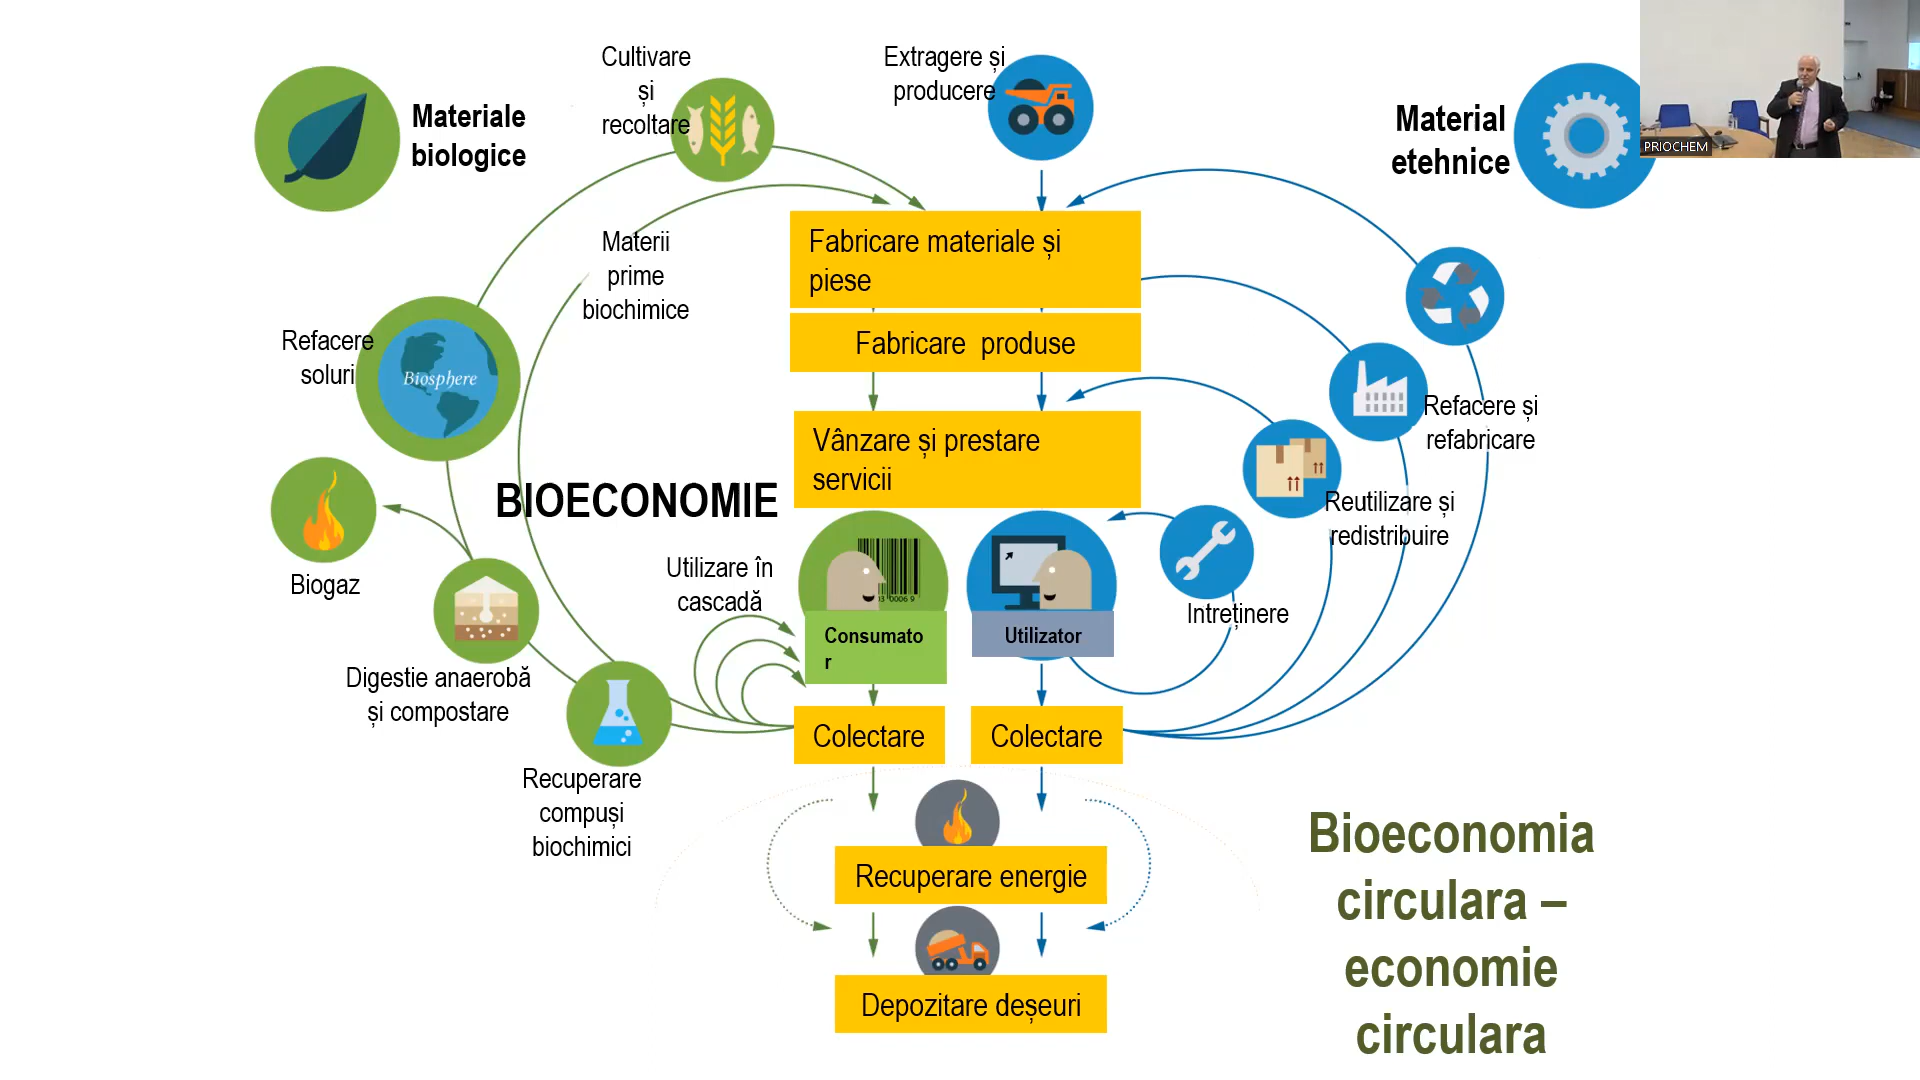 Cultivare
și
recoltare
Extragere și
producere
Materiale
biologice
Material
etehnice
PRIOCHEM
Materii
prime
biochimice
Fabricare materiale și
piese
Fabricare produse
Refacere
soluri
Biosphere
Refacere și
refabricare
Vânzare și prestare
servicii
BIOECONOMIE
Reutilizare și
redistribuire
Biogaz
Utilizare în
cascadă
3 0006 9
Intreținere
Consumato
r
Utilizator
Digestie anaerobă
și compostare
Colectare
Colectare
Recuperare
compuși
biochimici
Recuperare energie
Depozitare deșeuri
Bioeconomia
circulara –
economie
circulara